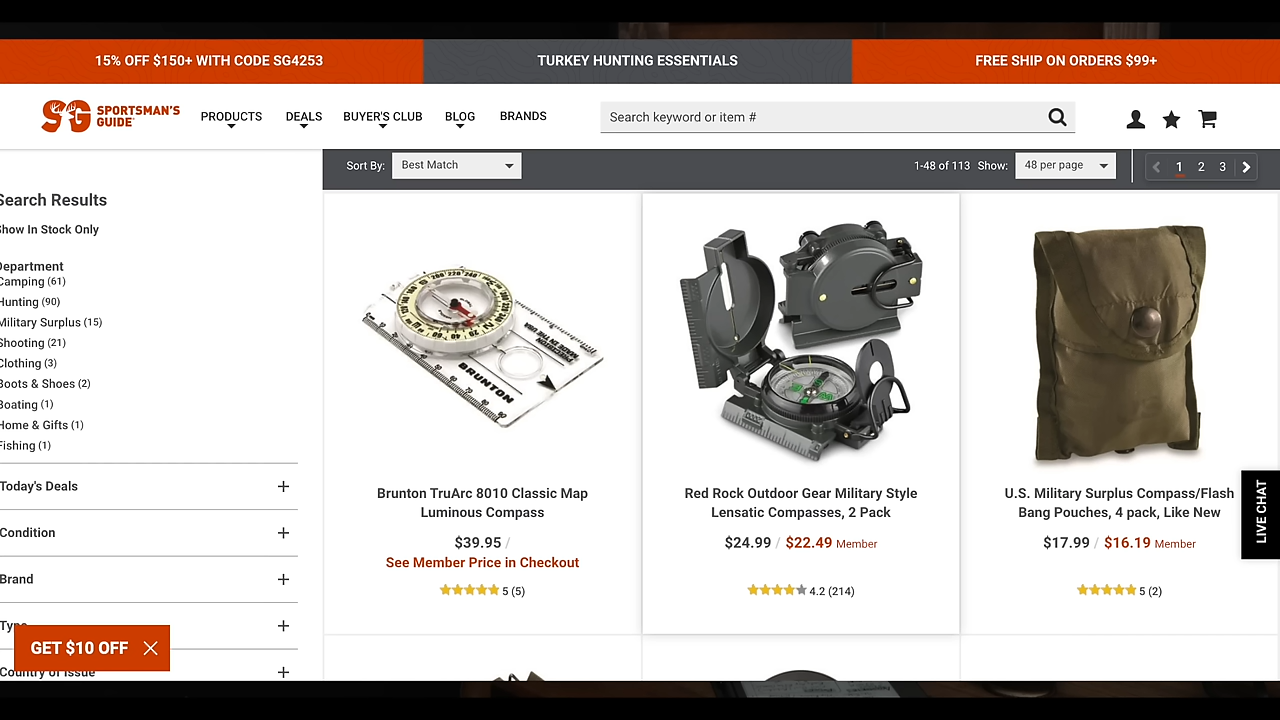 15% OFF $150+ WITH CODE SG4253
TURKEY HUNTING ESSENTIALS
FREE SHIP ON ORDERS $99+
SG SPORTSMAN'S GUIDE
PRODUCTS DEALS BUYER'S CLUB BLOG BRANDS
Search keyword or item #
Sort By: Best Match
1-48 of 113 Show: 48 per page
1 2 3
Search Results
Show In Stock Only
Department
Camping (61)
Hunting (90)
Military Surplus (15)
Shooting (21)
Clothing (3)
Boots & Shoes (2)
Boating (1)
Home & Gifts (1)
Fishing (1)
Today's Deals
Condition
Brand
Type
GET $10 OFF
Country of Issue
BRUNTON
MADE IN THE USA
Brunton TruArc 8010 Classic Map
Luminous Compass
$39.95 /
See Member Price in Checkout
5 (5)
Red Rock Outdoor Gear Military Style
Lensatic Compasses, 2 Pack
$24.99 / $22.49 Member
4.2 (214)
U.S. Military Surplus Compass/Flash
Bang Pouches, 4 pack, Like New
$17.99 / $16.19 Member
5 (2)
LIVE CHAT